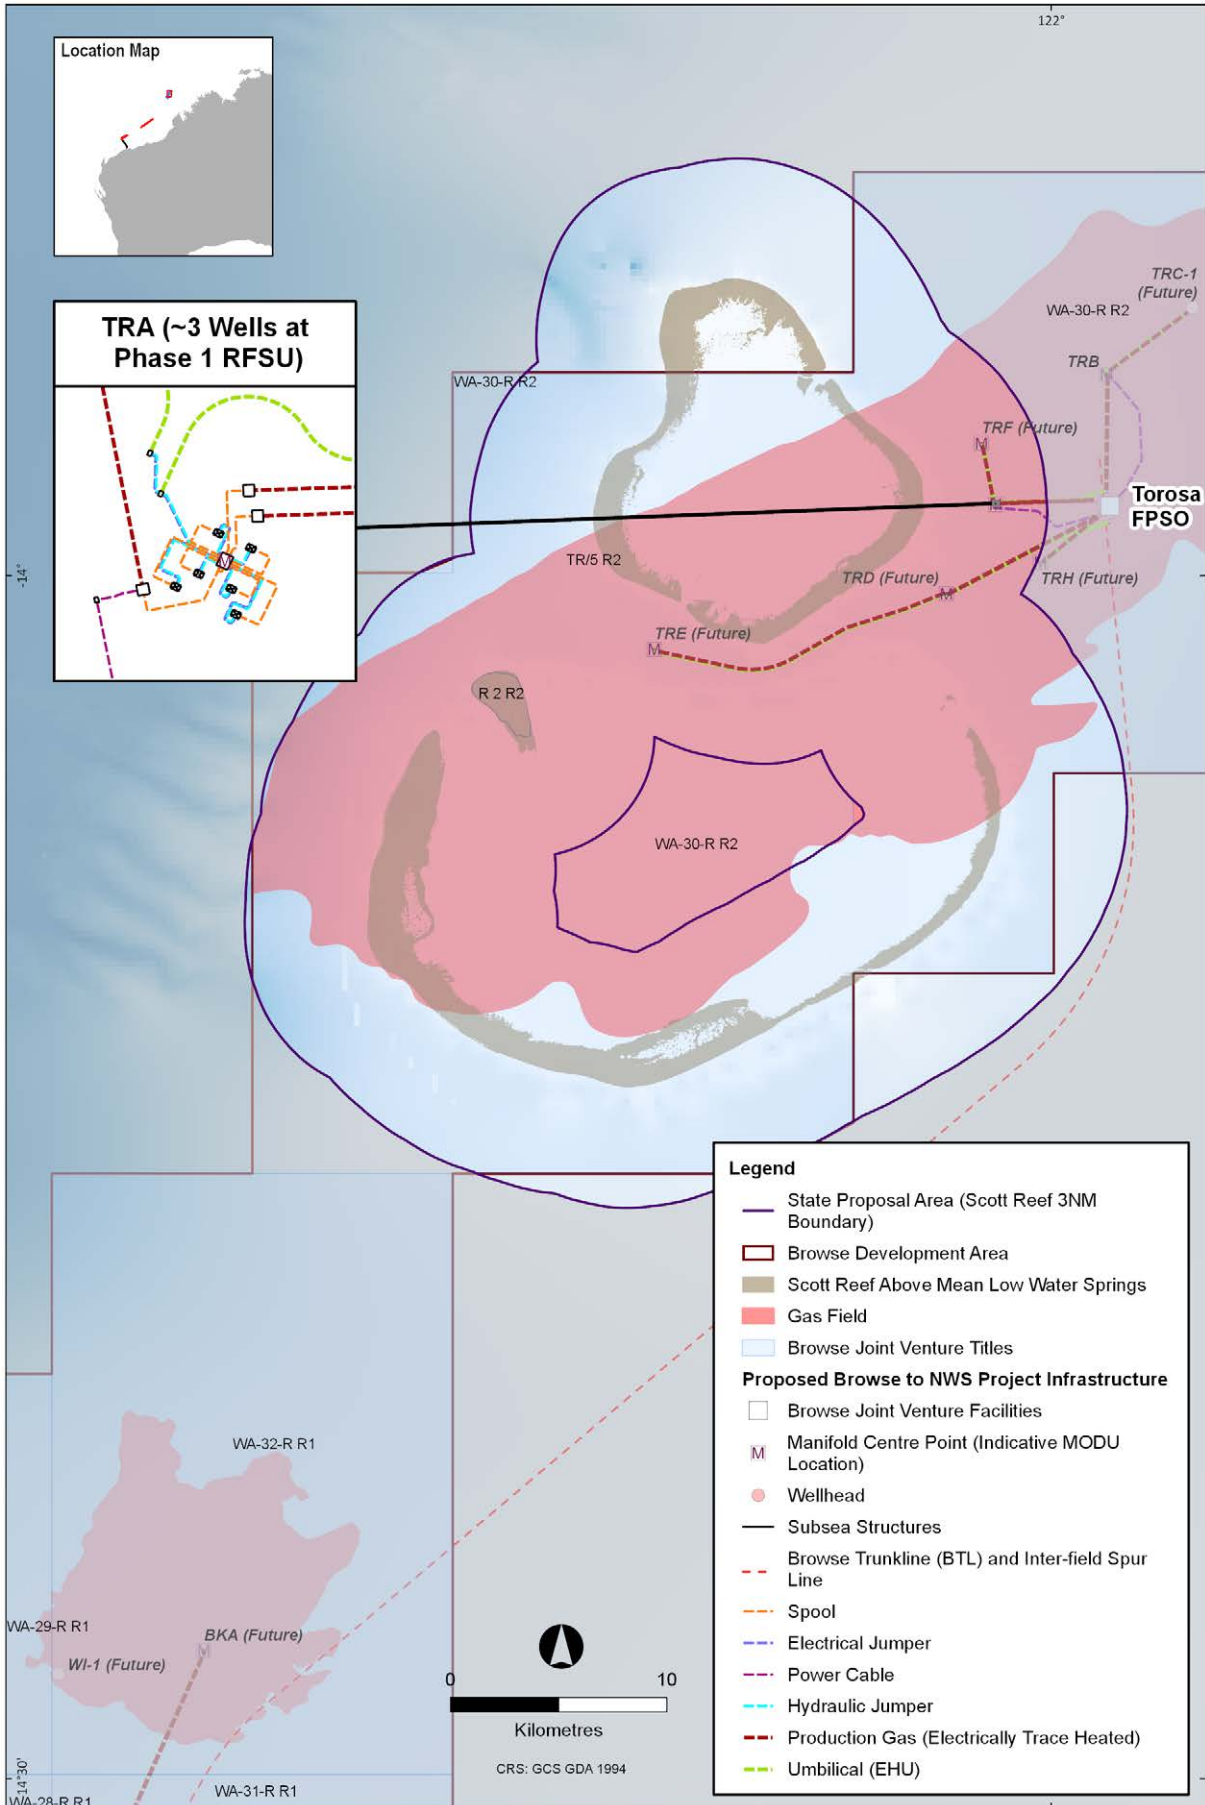 122°
Location Map
TRA (~3 Wells at
Phase 1 RFSU)
TRC-1
(Future)
WA-30-R R2
TRB
WA-30-R R2
TRF (Future)
M
M
Torosa
FPSO
-14°
TR/5 R2
TRD (Future)
TRH (Future)
TRE (Future)
M
R 2 R2
WA-30-R R2
WA-32-R R1
WA-29-R R1
BKA (Future)
M
WI-1 (Future)
WA-31-R R1
WA-28-R R1
14°30'
0
10
Kilometres
CRS: GCS GDA 1994
Legend
State Proposal Area (Scott Reef 3NM
Boundary)
Browse Development Area
Scott Reef Above Mean Low Water Springs
Gas Field
Browse Joint Venture Titles
Proposed Browse to NWS Project Infrastructure
Browse Joint Venture Facilities
M
Manifold Centre Point (Indicative MODU
Location)
Wellhead
Subsea Structures
Browse Trunkline (BTL) and Inter-field Spur
Line
Spool
Electrical Jumper
Power Cable
Hydraulic Jumper
Production Gas (Electrically Trace Heated)
Umbilical (EHU)